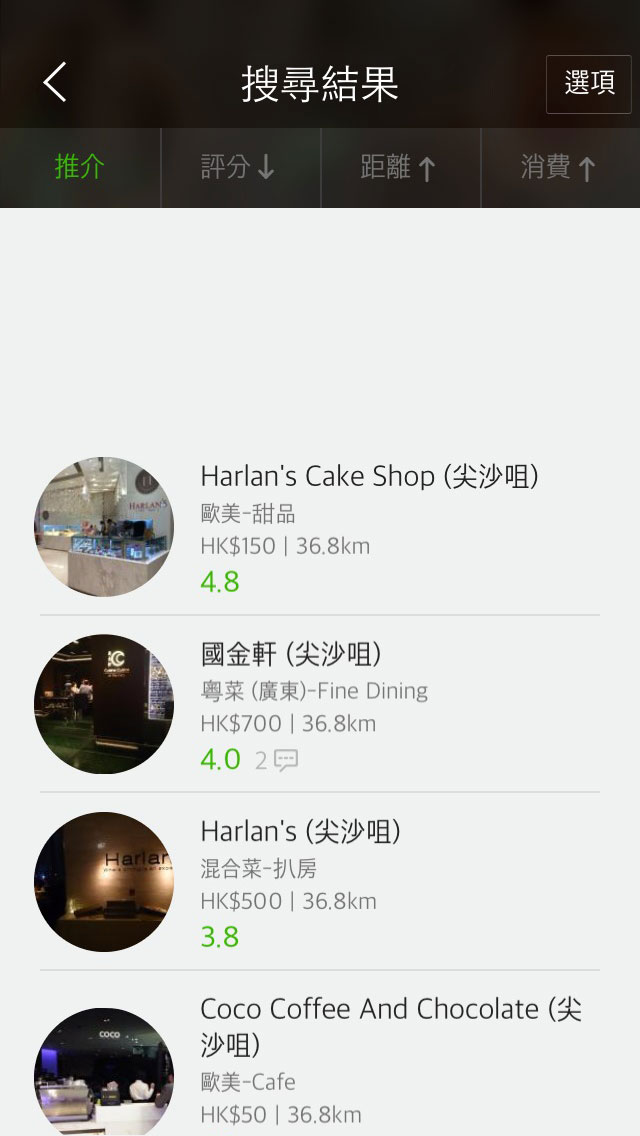 搜尋結果
選項
推介
評分↓
距離↑
消費↑
HARLAN'S
Harlan's Cake Shop (尖沙咀)
歐美-甜品
HK$150 | 36.8km
4.8
國金軒 (尖沙咀)
粵菜 (廣東)-Fine Dining
HK$700 | 36.8km
4.0 2
Harlan
Harlan's (尖沙咀)
混合菜-扒房
HK$500 | 36.8km
3.8
COCO
Coco Coffee And Chocolate (尖
沙咀)
歐美-Cafe
HK$50 | 36.8km